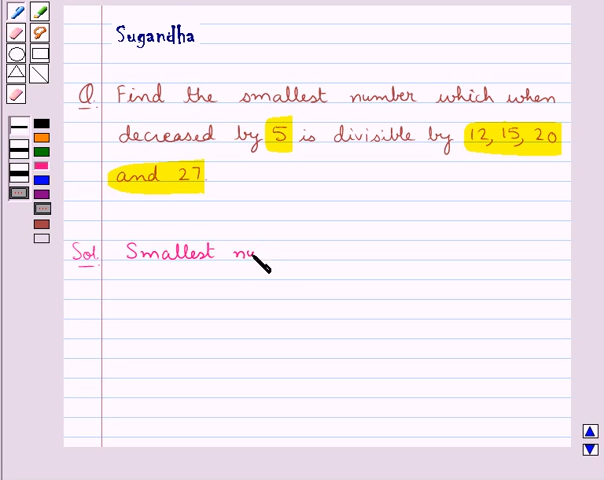 Sugandha
Q. Find the smallest number which when
decreased by 5 is divisible by 12, 15, 20
and 27.
Sol. Smallest nu